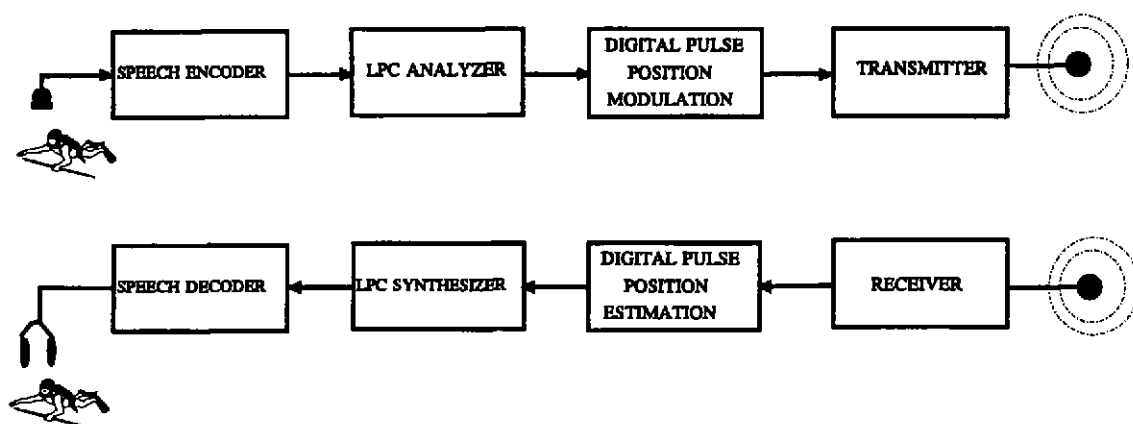 SPEECH ENCODER
LPC ANALYZER
DIGITAL PULSE
POSITION
MODULATION
TRANSMITTER
SPEECH DECODER
LPC SYNTHESIZER
DIGITAL PULSE
POSITION
ESTIMATION
RECEIVER